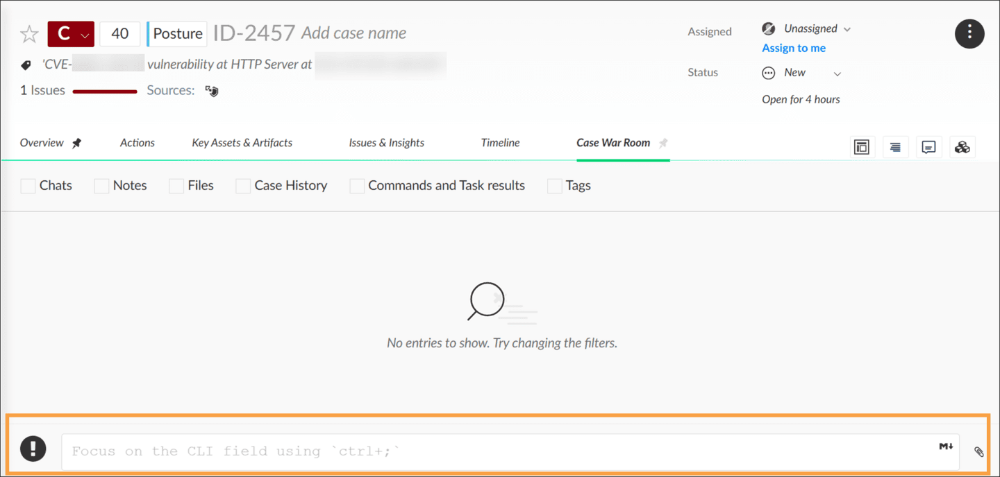 C 40 Posture ID-2457 Add case name
Assigned Unassigned
Assign to me
'CVE- vulnerability at HTTP Server at
Status New
1 Issues Sources:
Open for 4 hours
Overview Actions Key Assets & Artifacts Issues & Insights Timeline Case War Room
Chats Notes Files Case History Commands and Task results Tags
No entries to show. Try changing the filters.
! Focus on the CLI field using `ctrl+;` M↓